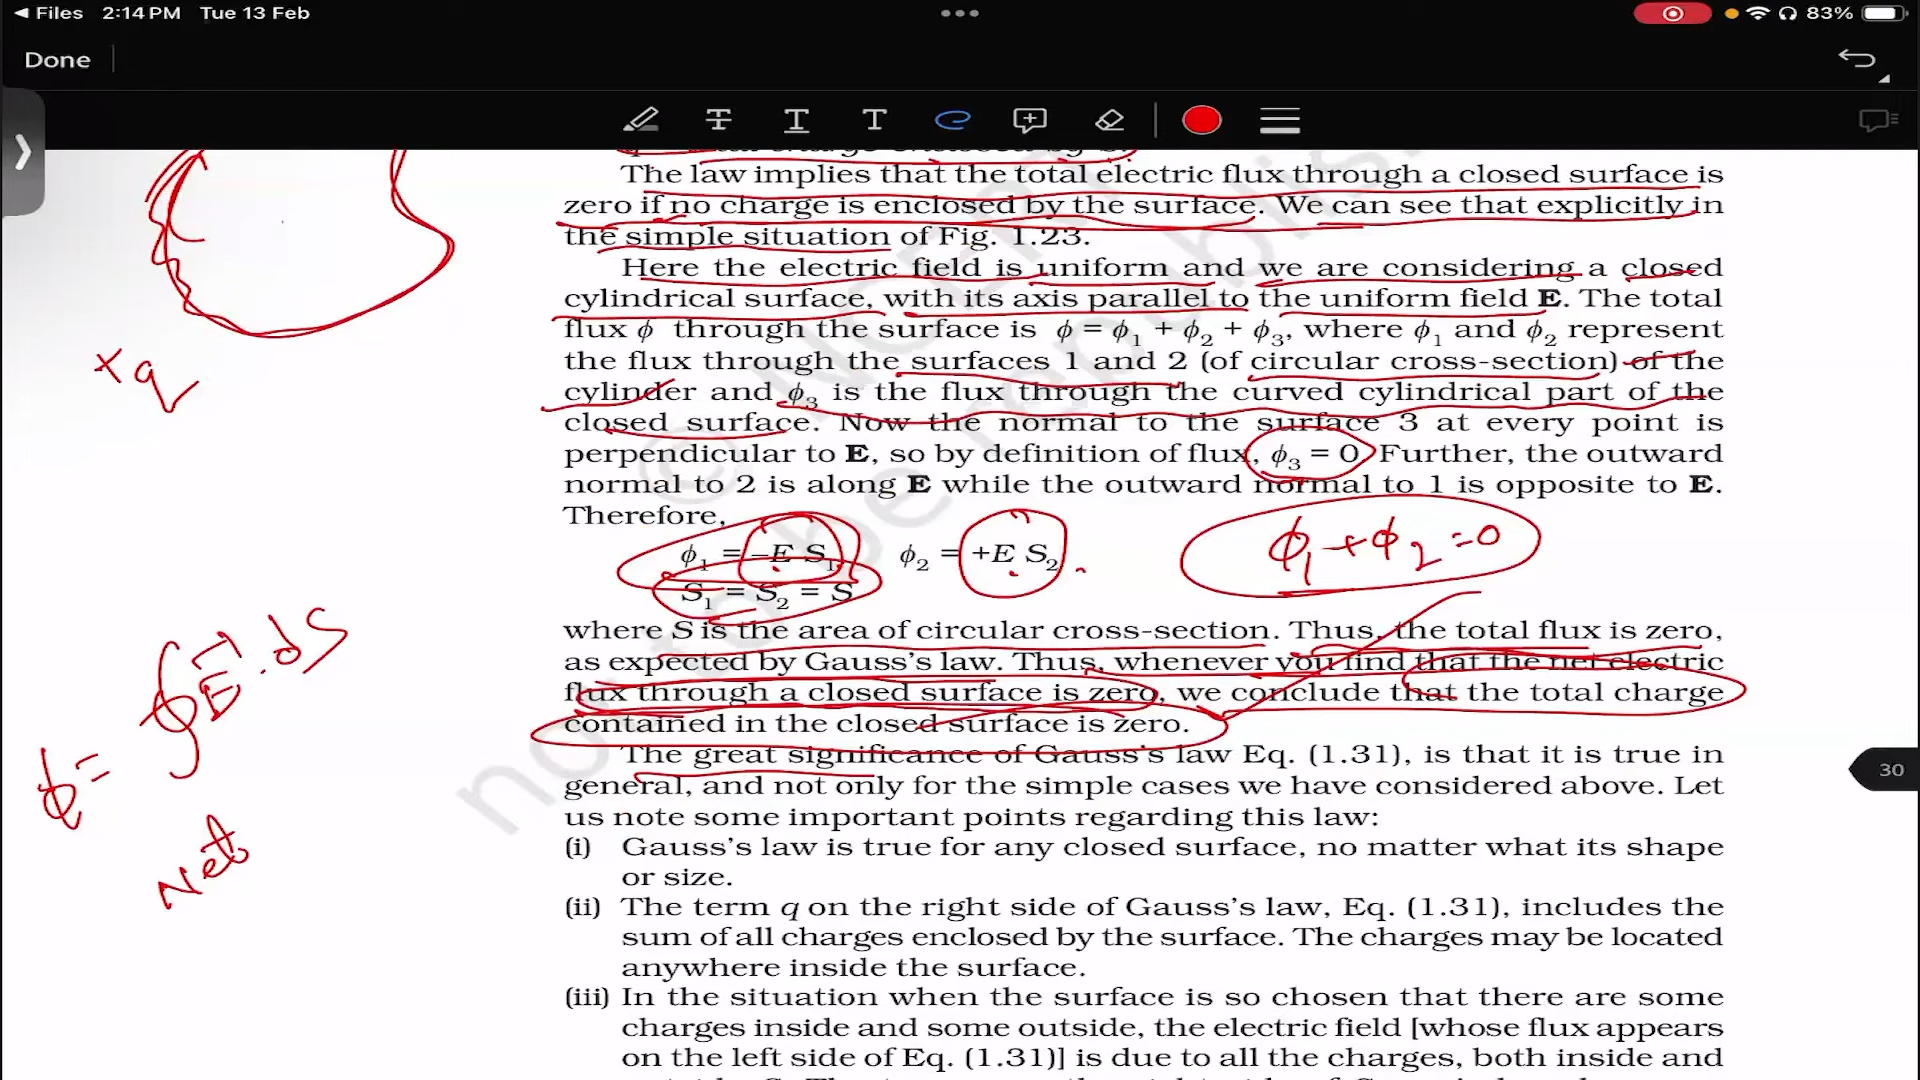 Files 2:14 PM Tue 13 Feb
83%
Done
The law implies that the total electric flux through a closed surface is
zero if no charge is enclosed by the surface. We can see that explicitly in
the simple situation of Fig. 1.23.
Here the electric field is uniform and we are considering a closed
cylindrical surface, with its axis parallel to the uniform field E. The total
flux ϕ through the surface is ϕ = ϕ₁ + ϕ₂ + ϕ₃, where ϕ₁ and ϕ₂ represent
the flux through the surfaces 1 and 2 (of circular cross-section) of the
cylinder and ϕ₃ is the flux through the curved cylindrical part of the
closed surface. Now the normal to the surface 3 at every point is
perpendicular to E, so by definition of flux, ϕ₃ = 0. Further, the outward
normal to 2 is along E while the outward normal to 1 is opposite to E.
Therefore,
ϕ₁ = –E S₁, ϕ₂ = +E S₂
S₁ = S₂ = S
ϕ₁ + ϕ₂ = 0
where S is the area of circular cross-section. Thus, the total flux is zero,
as expected by Gauss's law. Thus, whenever you find that the net electric
flux through a closed surface is zero, we conclude that the total charge
contained in the closed surface is zero.
The great significance of Gauss's law Eq. (1.31), is that it is true in
general, and not only for the simple cases we have considered above. Let
us note some important points regarding this law:
(i) Gauss's law is true for any closed surface, no matter what its shape
or size.
(ii) The term q on the right side of Gauss's law, Eq. (1.31), includes the
sum of all charges enclosed by the surface. The charges may be located
anywhere inside the surface.
(iii) In the situation when the surface is so chosen that there are some
charges inside and some outside, the electric field [whose flux appears
on the left side of Eq. (1.31)] is due to all the charges, both inside and
x q
ϕ = ∮ E⃗ . dS
Net
30